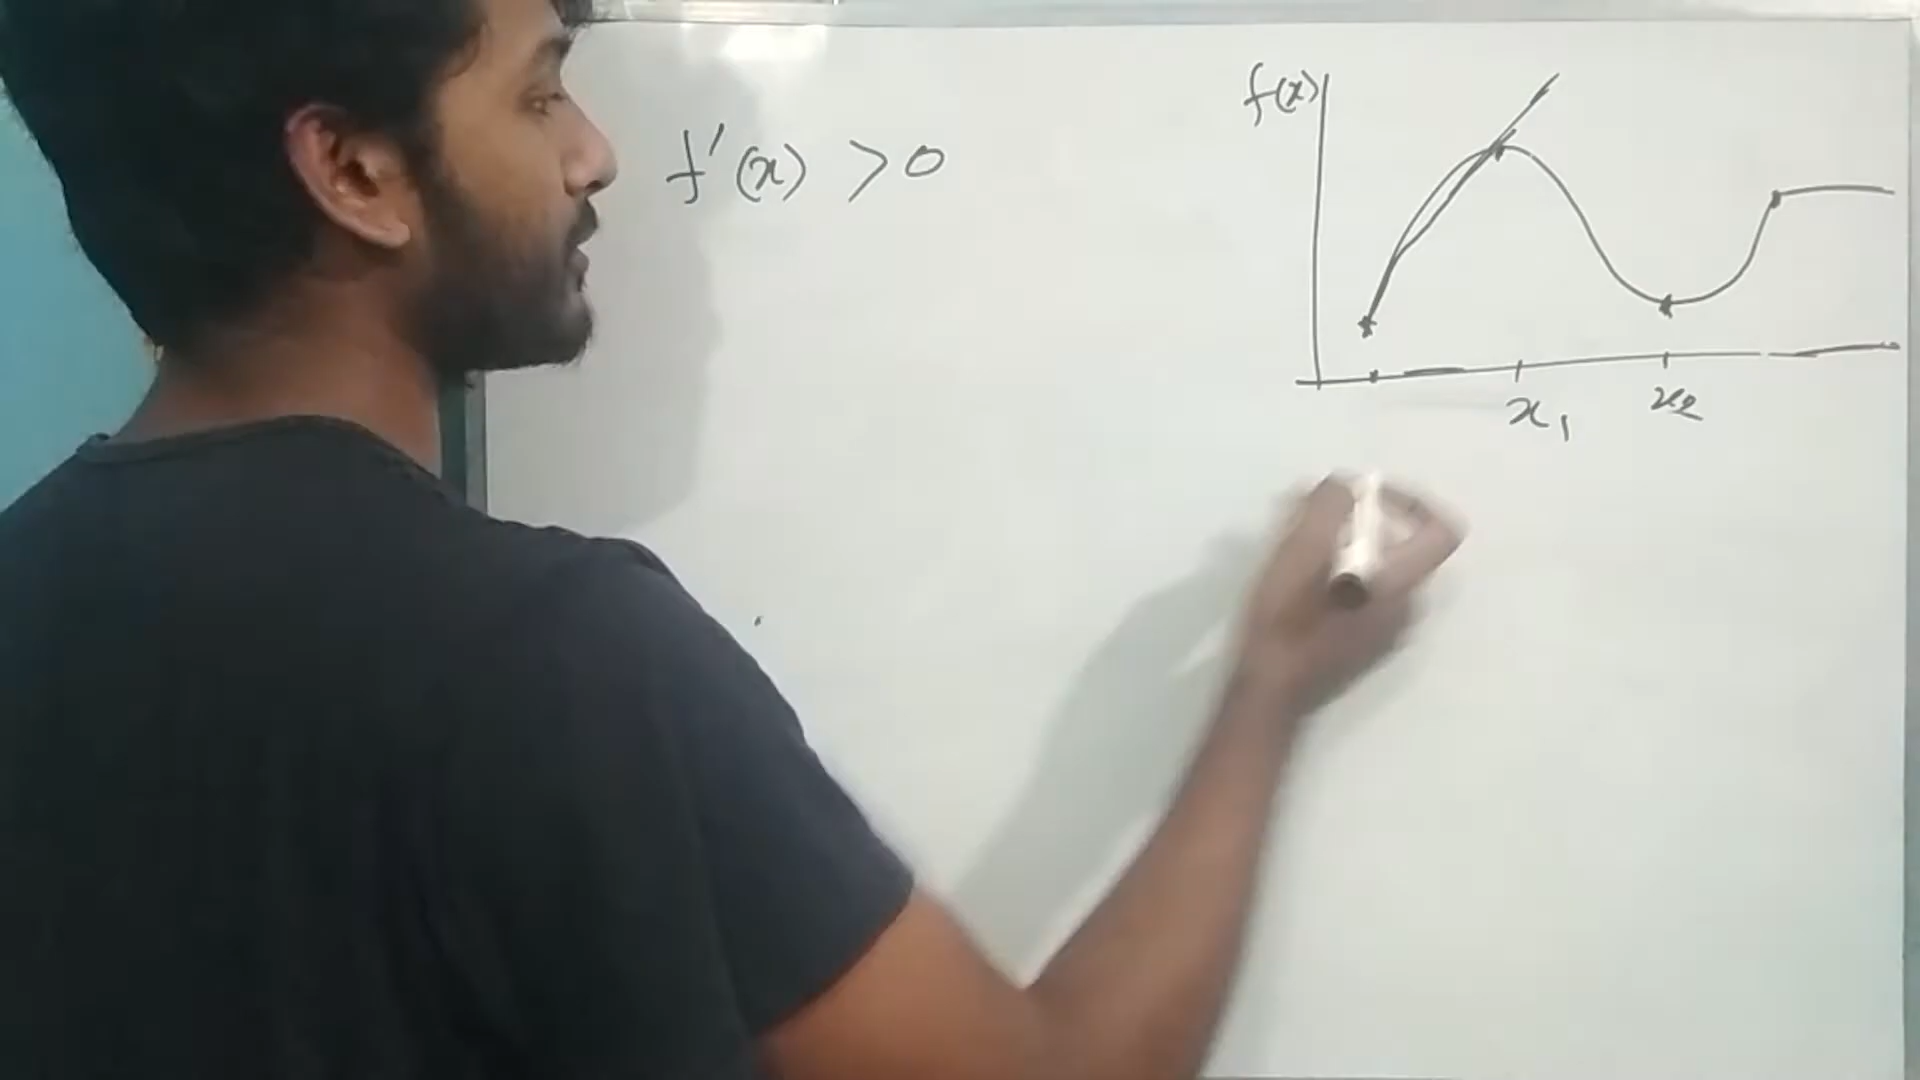 f'(x) > 0
f(x)
x₁
x₂